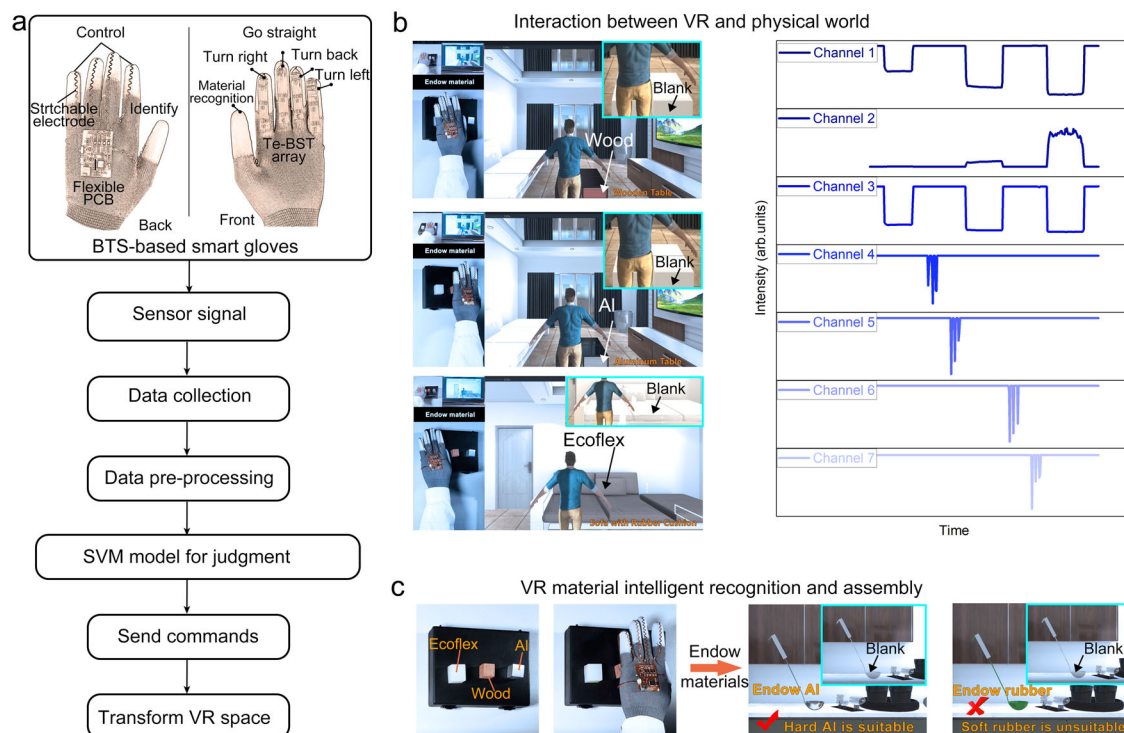 a
Control
Strtchable
electrode
Identify
Flexible
PCB
Back
Go straight
Turn right
Turn back
Turn left
Material
recognition
Te-BST
array
Front
BTS-based smart gloves
Sensor signal
Data collection
Data pre-processing
SVM model for judgment
Send commands
Transform VR space
b
Interaction between VR and physical world
Endow material
Blank
Wood
Wooden Table
Endow material
Blank
Al
Aluminum Table
Endow material
Blank
Ecoflex
Sofa with Rubber Cushion
Intensity (arb.units)
Channel 1
Channel 2
Channel 3
Channel 4
Channel 5
Channel 6
Channel 7
Time
c
VR material intelligent recognition and assembly
Ecoflex
Al
Wood
Endow
materials
Blank
Endow Al
Hard Al is suitable
Blank
Endow rubber
Soft rubber is unsuitable